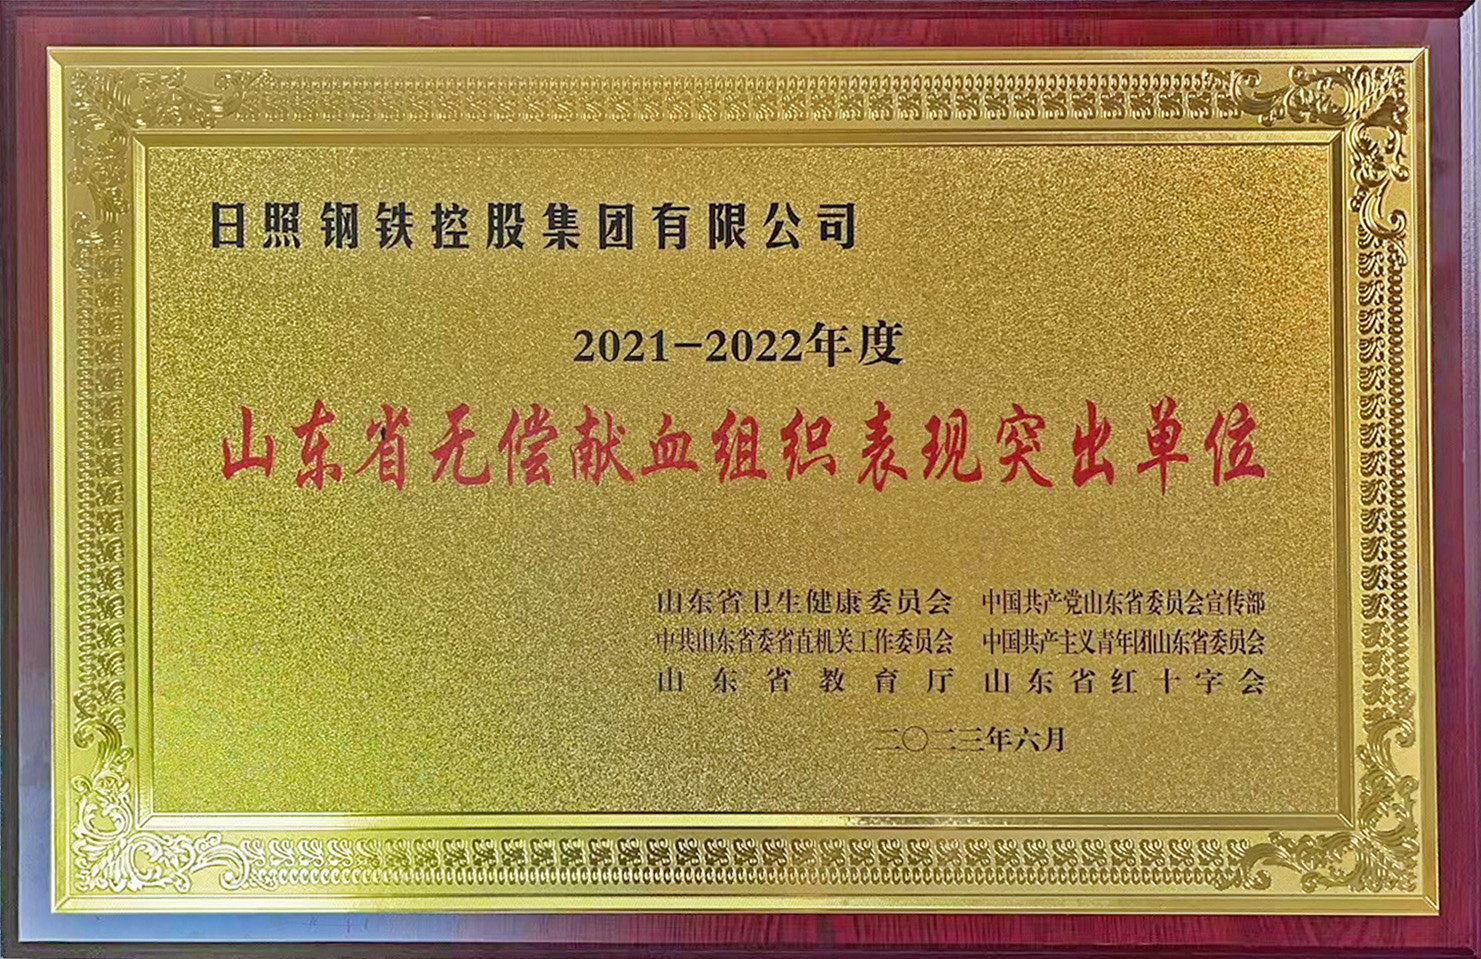 日照钢铁控股集团有限公司
2021-2022年度
山东省无偿献血组织表现突出单位
山东省卫生健康委员会 中国共产党山东省委员会宣传部
中共山东省委省直机关工作委员会 中国共产主义青年团山东省委员会
山东省教育厅 山东省红十字会
二〇二三年六月